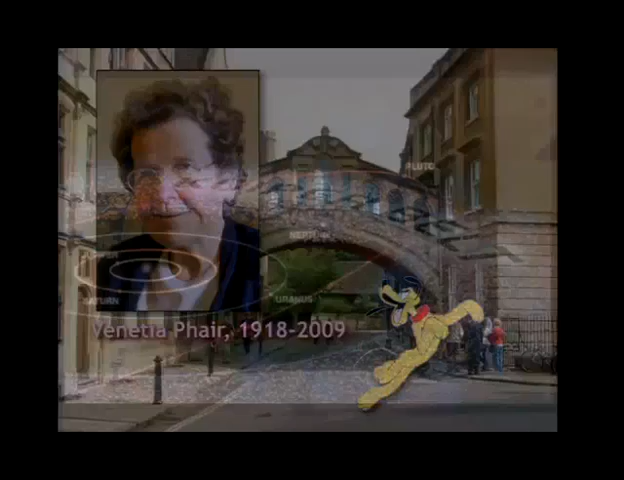 PLUTO
NEPTUNE
SATURN
URANUS
Venetia Phair, 1918-2009